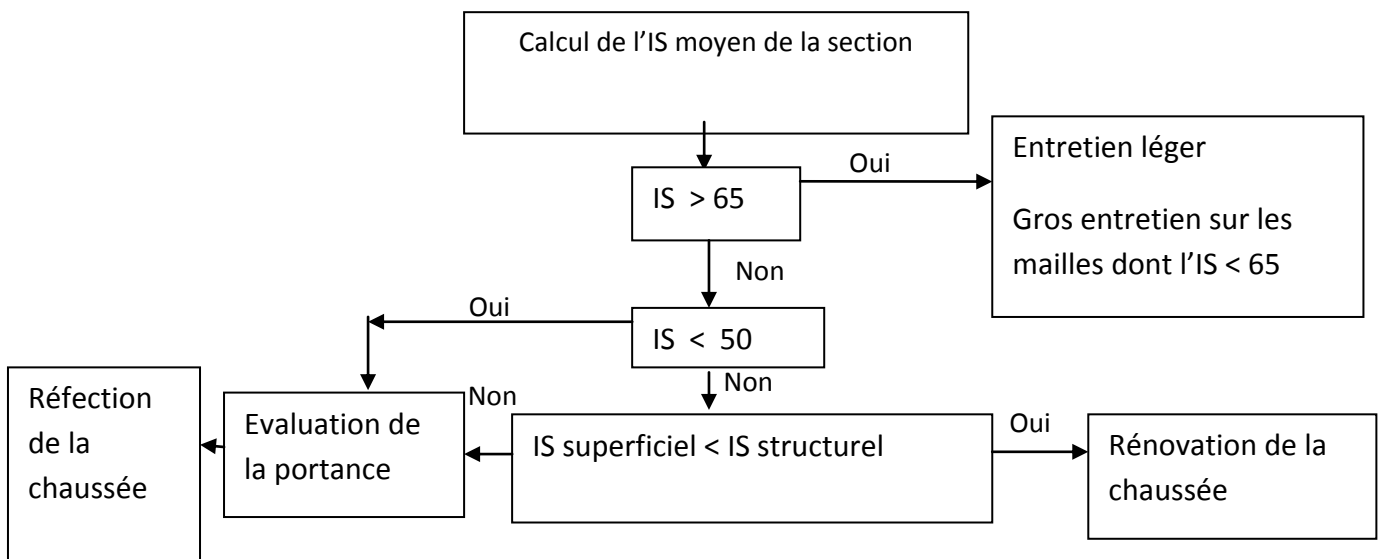 Calcul de l’IS moyen de la section
Oui
Entretien léger
Gros entretien sur les
mailles dont l’IS < 65
IS > 65
Non
Oui
IS < 50
Non
Réfection
de la
chaussée
Evaluation de
la portance
Non
IS superficiel < IS structurel
Oui
Rénovation de la
chaussée